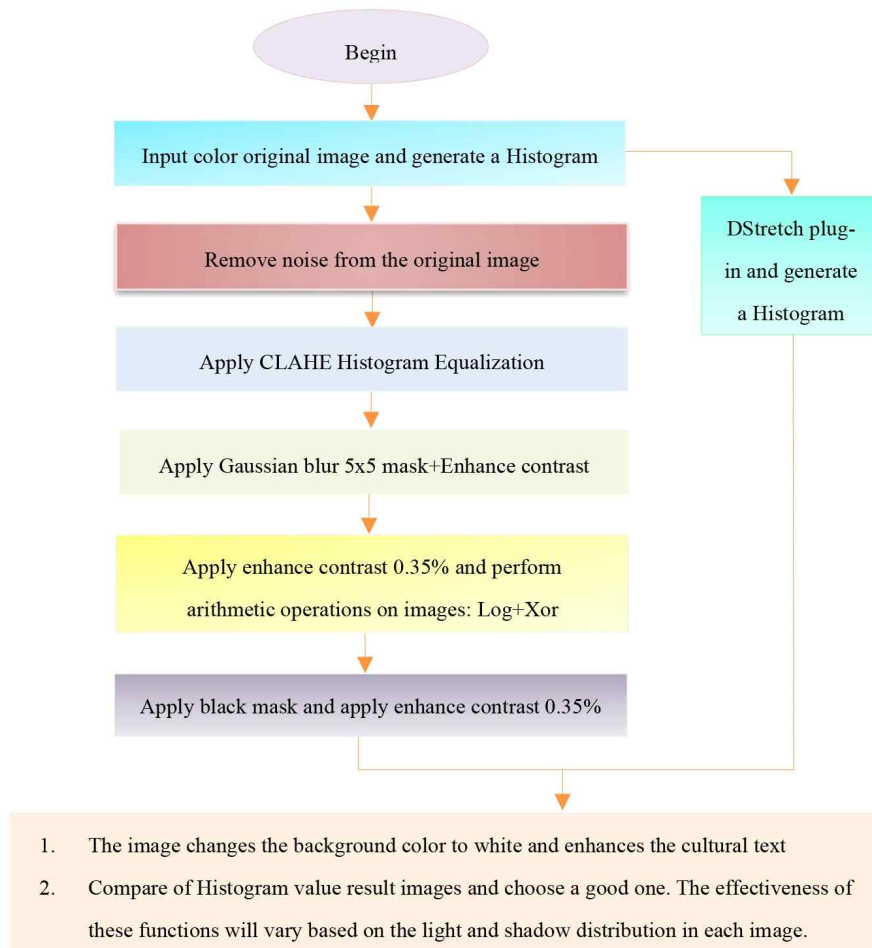 Begin
Input color original image and generate a Histogram
Remove noise from the original image
DStretch plug-
in and generate
a Histogram
Apply CLAHE Histogram Equalization
Apply Gaussian blur 5x5 mask+Enhance contrast
Apply enhance contrast 0.35% and perform
arithmetic operations on images: Log+Xor
Apply black mask and apply enhance contrast 0.35%
1. The image changes the background color to white and enhances the cultural text
2. Compare of Histogram value result images and choose a good one. The effectiveness of
these functions will vary based on the light and shadow distribution in each image.